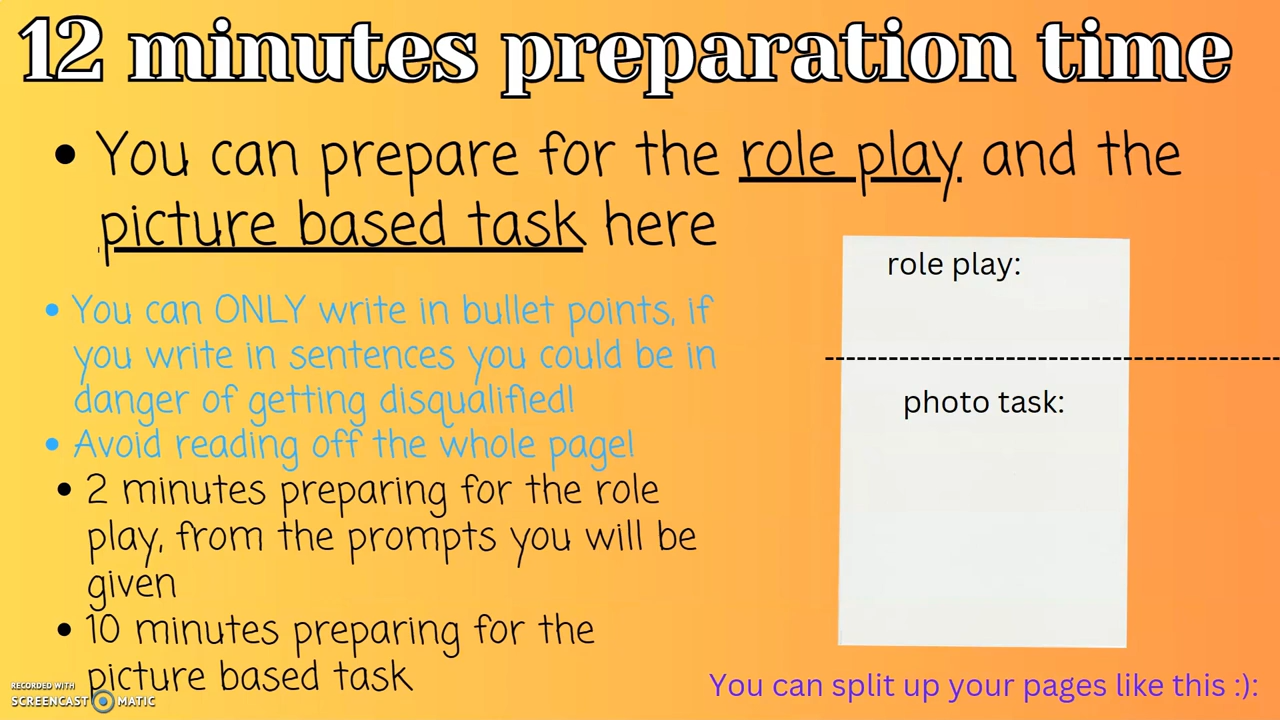 12 minutes preparation time
• You can prepare for the role play and the
picture based task here
• You can ONLY write in bullet points, if
you write in sentences you could be in
danger of getting disqualified!
• Avoid reading off the whole page!
• 2 minutes preparing for the role
play, from the prompts you will be
given
• 10 minutes preparing for the
picture based task
role play:
photo task:
You can split up your pages like this :):
RECORDED WITH
SCREENCAST MATIC